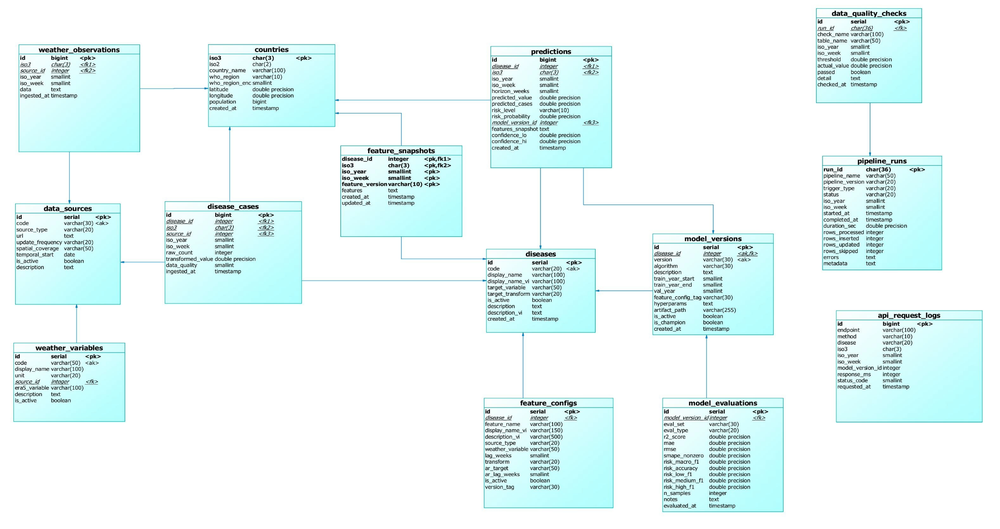 weather_observations
id bigint <pk>
iso3 char(3) <fk1>
source_id integer <fk2>
iso_year smallint
iso_week smallint
data text
ingested_at timestamp
countries
iso3 char(3) <pk>
iso2 char(2)
country_name varchar(100)
who_region varchar(10)
who_region_enc smallint
latitude double precision
longitude double precision
population bigint
created_at timestamp
predictions
id bigint <pk>
disease_id integer <fk1>
iso3 char(3) <fk2>
iso_year smallint
iso_week smallint
horizon_weeks smallint
predicted_value double precision
predicted_cases double precision
risk_level varchar(10)
risk_probability double precision
model_version_id integer <fk3>
features_snapshot text
confidence_lo double precision
confidence_hi double precision
created_at timestamp
data_quality_checks
id serial <pk>
run_id char(36) <fk>
check_name varchar(100)
table_name varchar(50)
iso_year smallint
iso_week smallint
threshold double precision
actual_value double precision
passed boolean
detail text
checked_at timestamp
feature_snapshots
disease_id integer <pk,fk1>
iso3 char(3) <pk,fk2>
iso_year smallint <pk>
iso_week smallint <pk>
feature_version varchar(10) <pk>
features text
created_at timestamp
updated_at timestamp
pipeline_runs
run_id char(36) <pk>
pipeline_name varchar(50)
pipeline_version varchar(20)
trigger_type varchar(20)
status varchar(20)
iso_year smallint
iso_week smallint
started_at timestamp
completed_at timestamp
duration_sec double precision
rows_processed integer
rows_inserted integer
rows_updated integer
rows_skipped integer
errors text
metadata text
data_sources
id serial <pk>
code varchar(30) <ak>
source_type varchar(20)
url text
update_frequency varchar(20)
spatial_coverage varchar(50)
temporal_start date
is_active boolean
description text
disease_cases
id bigint <pk>
disease_id integer <fk1>
iso3 char(3) <fk2>
source_id integer <fk3>
iso_year smallint
iso_week smallint
raw_count integer
transformed_value double precision
data_quality smallint
ingested_at timestamp
diseases
id serial <pk>
code varchar(20) <ak>
display_name varchar(100)
display_name_vi varchar(100)
target_variable varchar(50)
target_transform varchar(20)
is_active boolean
description text
description_vi text
created_at timestamp
model_versions
id serial <pk>
disease_id integer <ak,fk>
version varchar(30) <ak>
algorithm varchar(30)
description text
train_year_start smallint
train_year_end smallint
val_year smallint
feature_config_tag varchar(30)
hyperparams text
artifact_path varchar(255)
is_active boolean
is_champion boolean
created_at timestamp
api_request_logs
id bigint <pk>
endpoint varchar(100)
method varchar(10)
disease varchar(20)
iso3 char(3)
iso_year smallint
iso_week smallint
model_version_id integer
response_ms integer
status_code smallint
requested_at timestamp
weather_variables
id serial <pk>
code varchar(50) <ak>
display_name varchar(100)
unit varchar(20)
source_id integer <fk>
era5_variable varchar(100)
description text
is_active boolean
feature_configs
id serial <pk>
disease_id integer <fk>
feature_name varchar(100)
display_name_vi varchar(150)
description_vi varchar(500)
source_type varchar(20)
weather_variable varchar(50)
lag_weeks smallint
transform varchar(20)
ar_target varchar(50)
ar_lag_weeks smallint
is_active boolean
version_tag varchar(30)
model_evaluations
id serial <pk>
model_version_id integer <fk>
eval_set varchar(30)
eval_type varchar(20)
r2_score double precision
mae double precision
rmse double precision
smape_nonzero double precision
risk_macro_f1 double precision
risk_accuracy double precision
risk_low_f1 double precision
risk_medium_f1 double precision
risk_high_f1 double precision
n_samples integer
notes text
evaluated_at timestamp